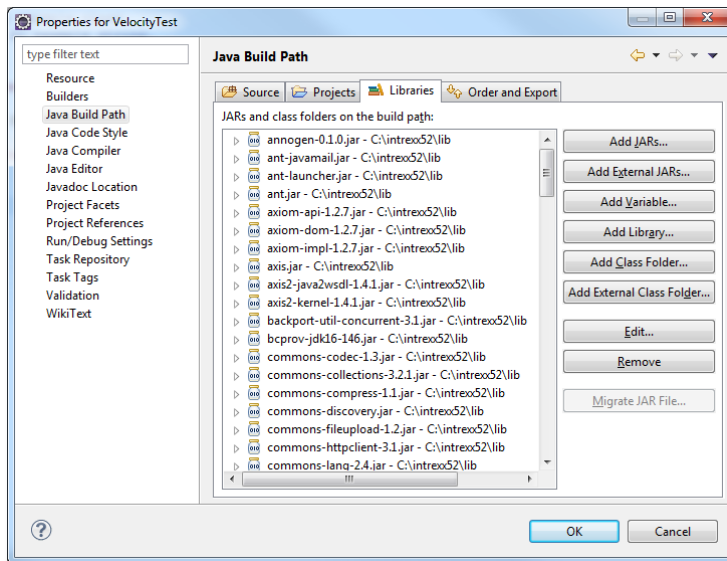 Properties for VelocityTest
type filter text
Resource
Builders
Java Build Path
Java Code Style
Java Compiler
Java Editor
Javadoc Location
Project Facets
Project References
Run/Debug Settings
Task Repository
Task Tags
Validation
WikiText
Java Build Path
Source Projects Libraries Order and Export
JARs and class folders on the build path:
annogen-0.1.0.jar - C:\intrexx52\lib
ant-javamail.jar - C:\intrexx52\lib
ant-launcher.jar - C:\intrexx52\lib
ant.jar - C:\intrexx52\lib
axiom-api-1.2.7.jar - C:\intrexx52\lib
axiom-dom-1.2.7.jar - C:\intrexx52\lib
axiom-impl-1.2.7.jar - C:\intrexx52\lib
axis.jar - C:\intrexx52\lib
axis2-java2wsdl-1.4.1.jar - C:\intrexx52\lib
axis2-kernel-1.4.1.jar - C:\intrexx52\lib
backport-util-concurrent-3.1.jar - C:\intrexx52\lib
bcprov-jdk16-146.jar - C:\intrexx52\lib
commons-codec-1.3.jar - C:\intrexx52\lib
commons-collections-3.2.1.jar - C:\intrexx52\lib
commons-compress-1.1.jar - C:\intrexx52\lib
commons-discovery.jar - C:\intrexx52\lib
commons-fileupload-1.2.jar - C:\intrexx52\lib
commons-httpclient-3.1.jar - C:\intrexx52\lib
commons-lang-2.4.jar - C:\intrexx52\lib
Add JARs...
Add External JARs...
Add Variable...
Add Library...
Add Class Folder...
Add External Class Folder...
Edit...
Remove
Migrate JAR File...
OK
Cancel